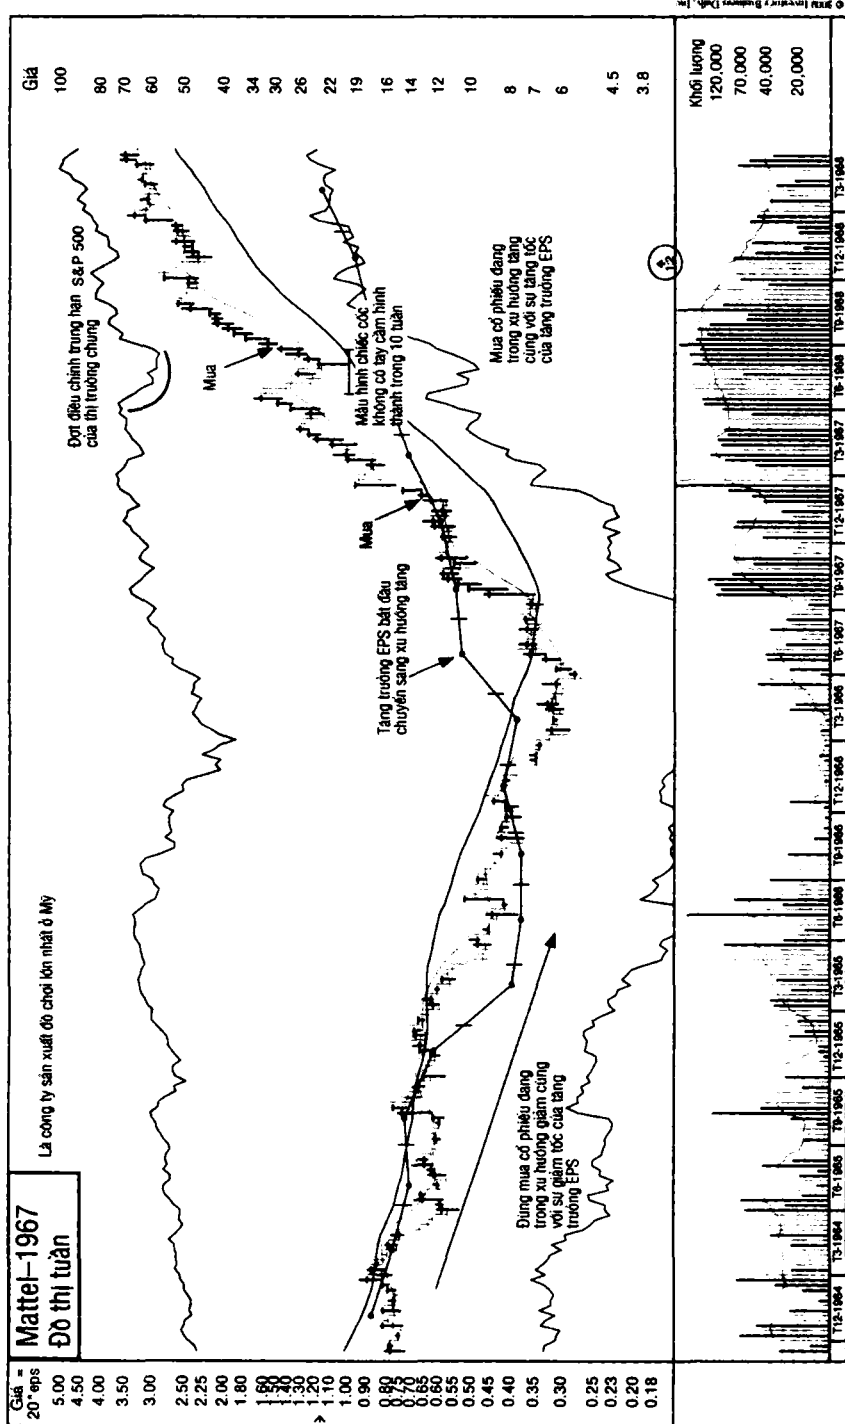 Mattel–1967
Đồ thị tuần
Là công ty sản xuất đồ chơi lớn nhất ở Mỹ
Giá =
20*eps
5.00
4.50
4.00
3.50
3.00
2.50
2.25
2.00
1.80
1.60
1.50
1.40
1.30
1.20
1.10
1.00
0.90
0.80
0.75
0.70
0.65
0.60
0.55
0.50
0.45
0.40
0.35
0.30
0.25
0.23
0.20
0.18
Đừng mua cổ phiếu đang
trong xu hướng giảm cùng
với sự giảm tốc của tăng
trưởng EPS
Tăng trưởng EPS bắt đầu
chuyển sang xu hướng tăng
Mua
Đợt điều chỉnh trung hạn
của thị trường chung
S&P 500
Mua
Mẫu hình chiếc cốc
không có tay cầm hình
thành trong 10 tuần
Mua cổ phiếu đang
trong xu hướng tăng
cùng với sự tăng tốc
của tăng trưởng EPS
Giá
100
80
70
60
50
40
34
30
26
22
19
16
14
12
10
8
7
6
4.5
3.8
Khối lượng
120,000
70,000
40,000
20,000
T12-1964
T3-1964
T6-1965
T9-1965
T12-1965
T3-1965
T6-1966
T9-1966
T12-1966
T3-1966
T6-1967
T9-1967
T12-1967
T3-1967
T6-1968
T9-1968
T12-1968
T3-1968